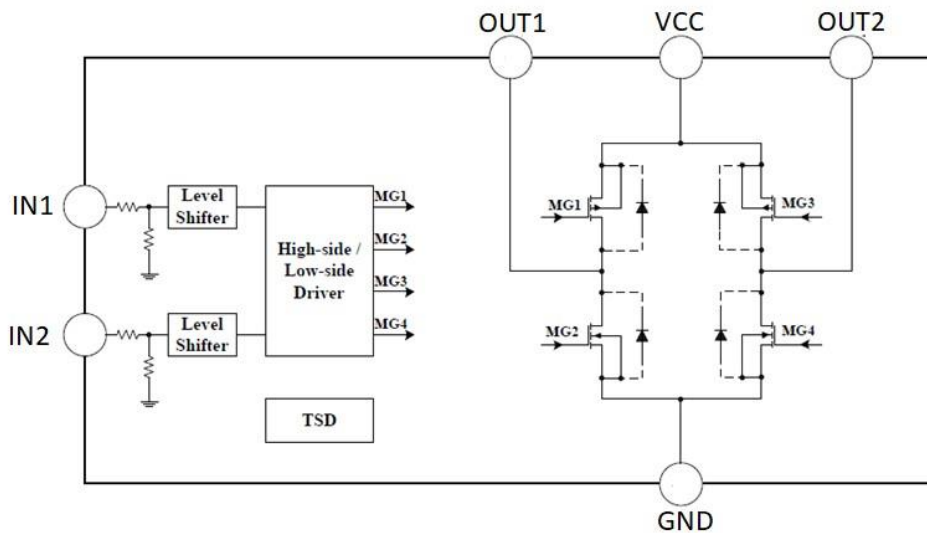 OUT1
VCC
OUT2
IN1
Level
Shifter
MG1
MG2
MG3
MG4
High-side /
Low-side
Driver
IN2
Level
Shifter
TSD
MG1
MG3
MG2
MG4
GND